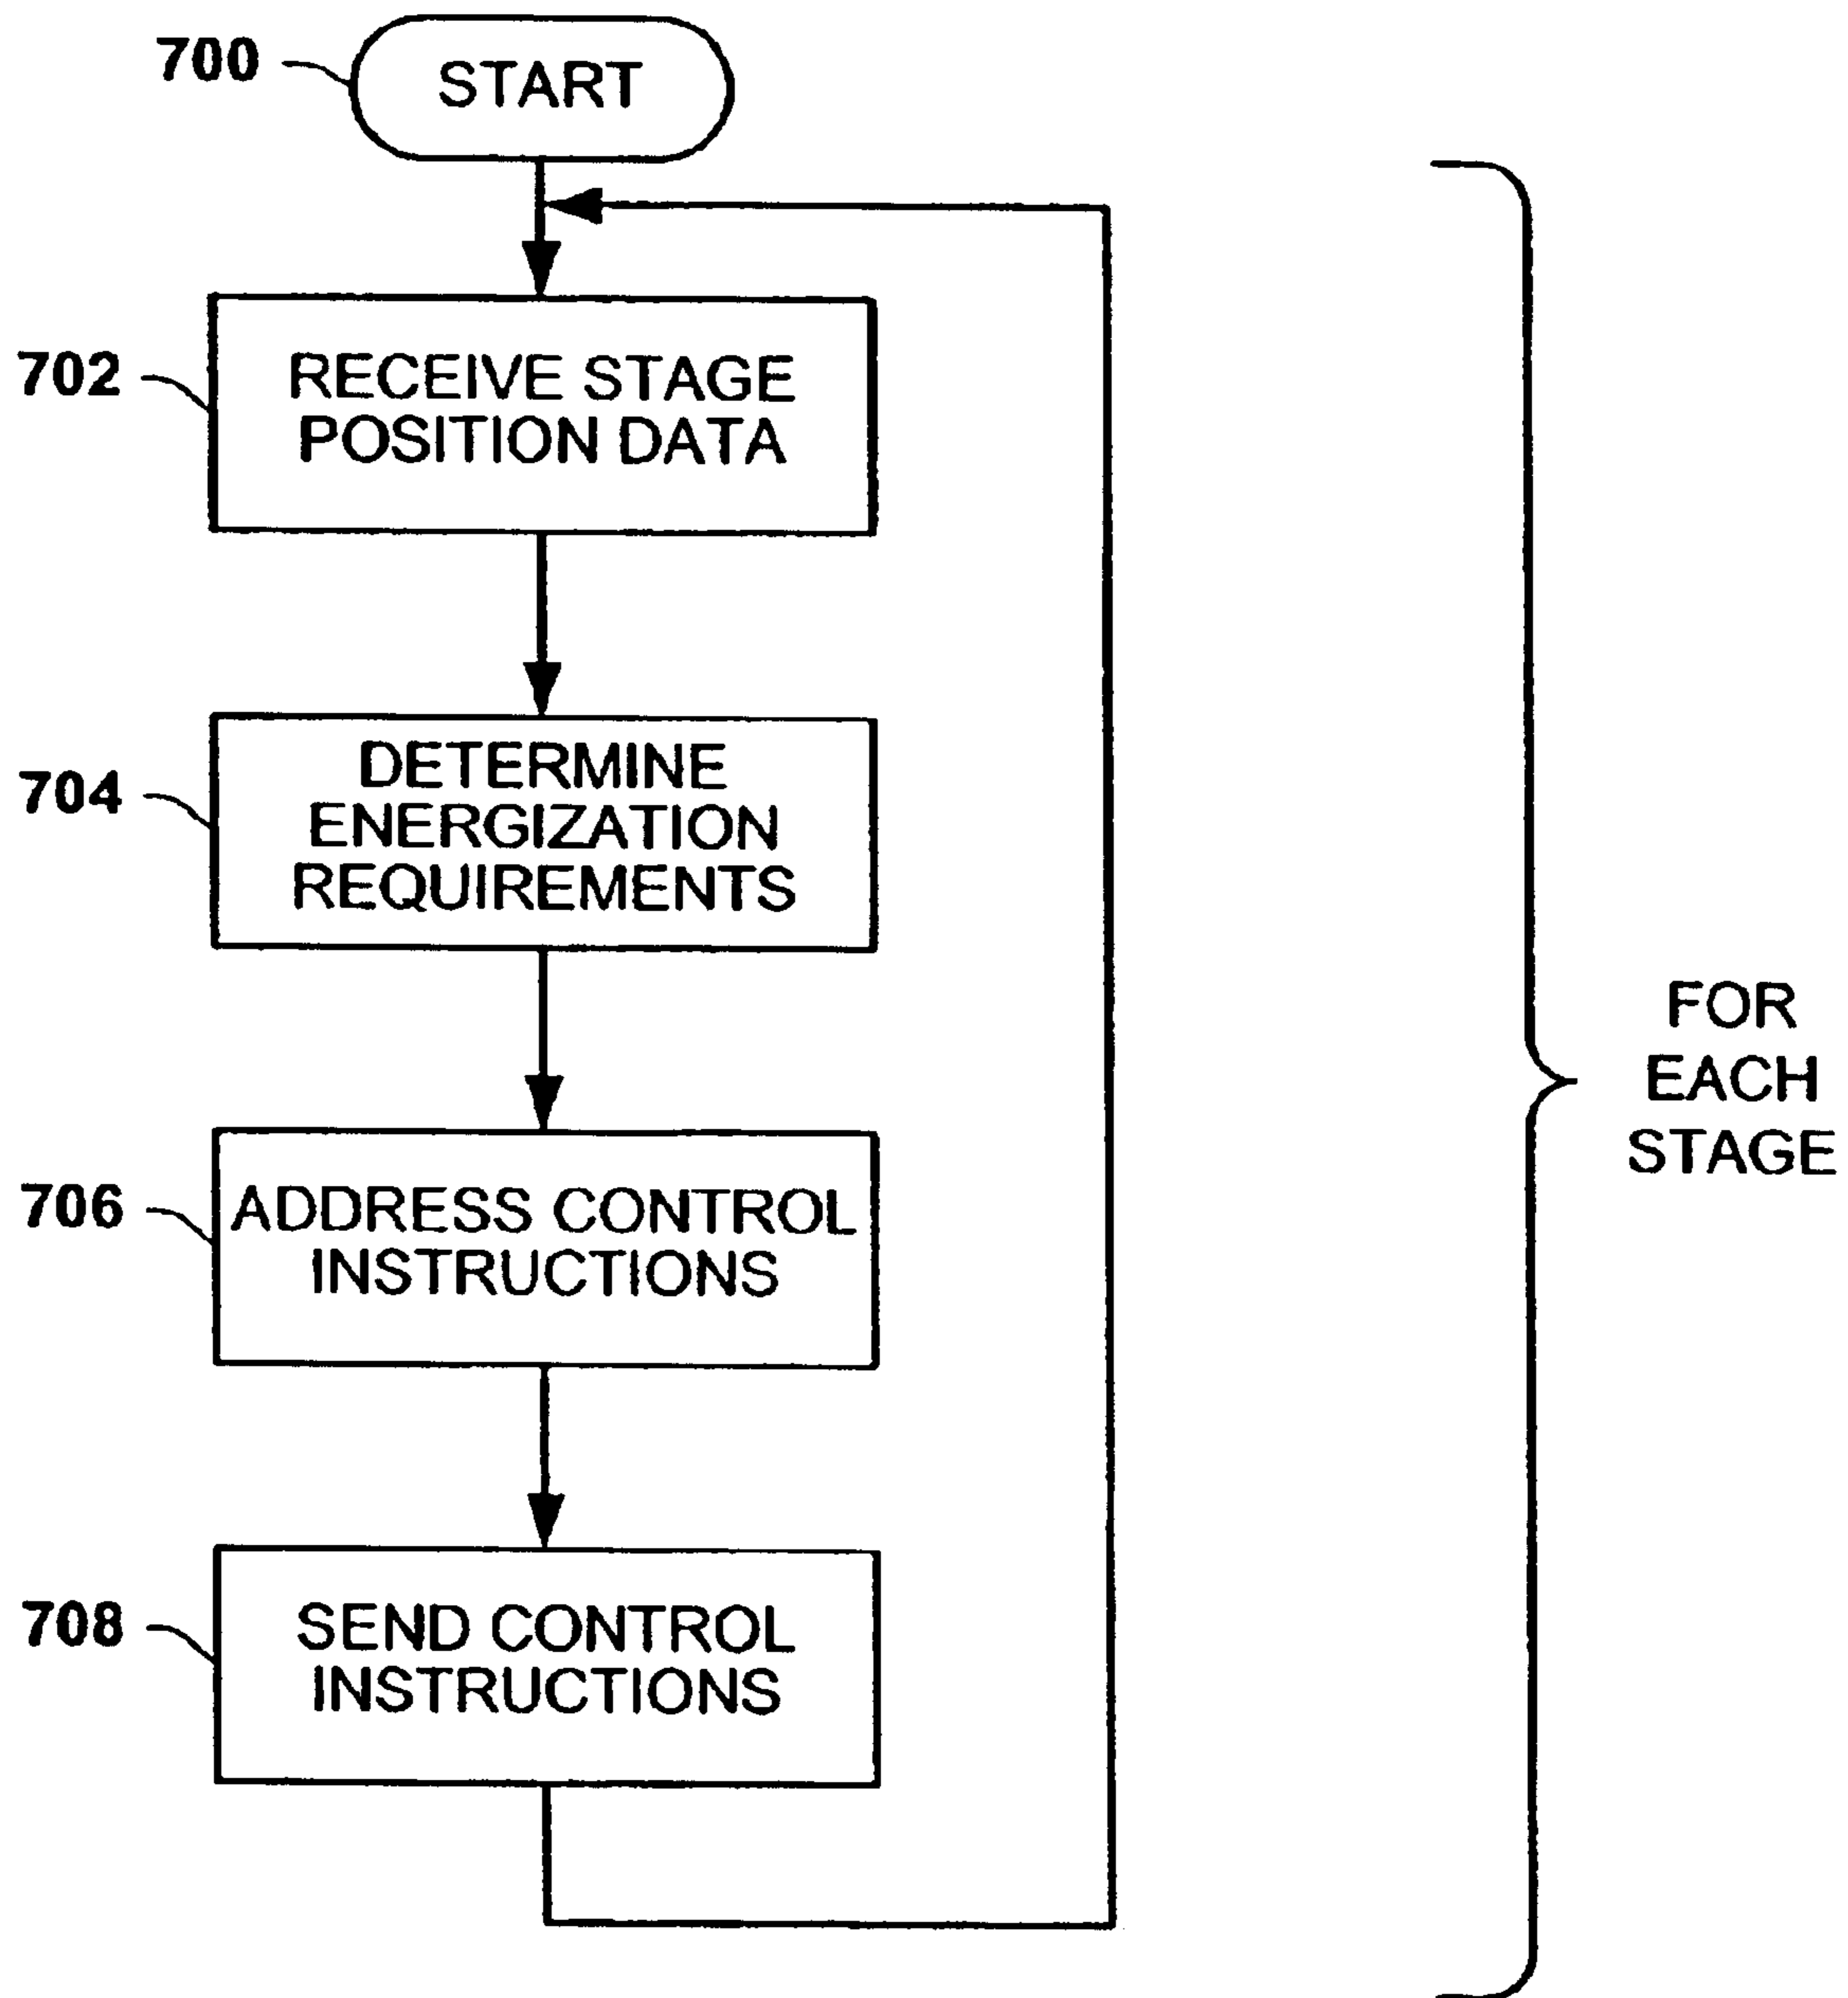 700
START
702
RECEIVE STAGE
POSITION DATA
704
DETERMINE
ENERGIZATION
REQUIREMENTS
706
ADDRESS CONTROL
INSTRUCTIONS
708
SEND CONTROL
INSTRUCTIONS
FOR
EACH
STAGE